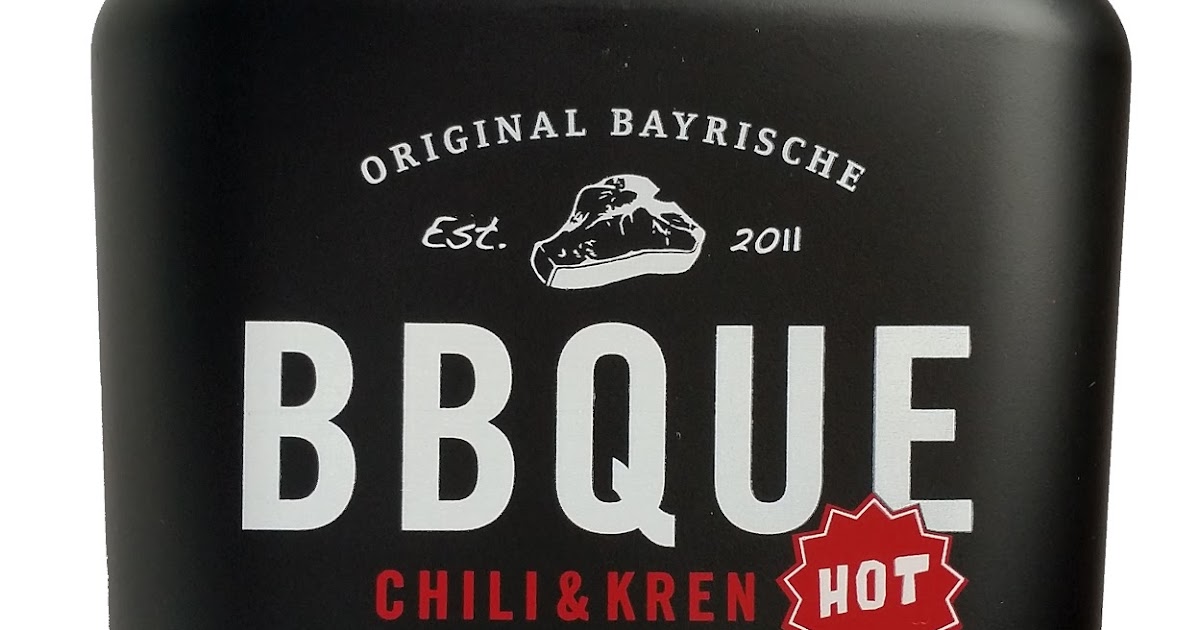 ORIGINAL BAYRISCHE
Est. 2011
BBQUE
CHILI & KREN
HOT